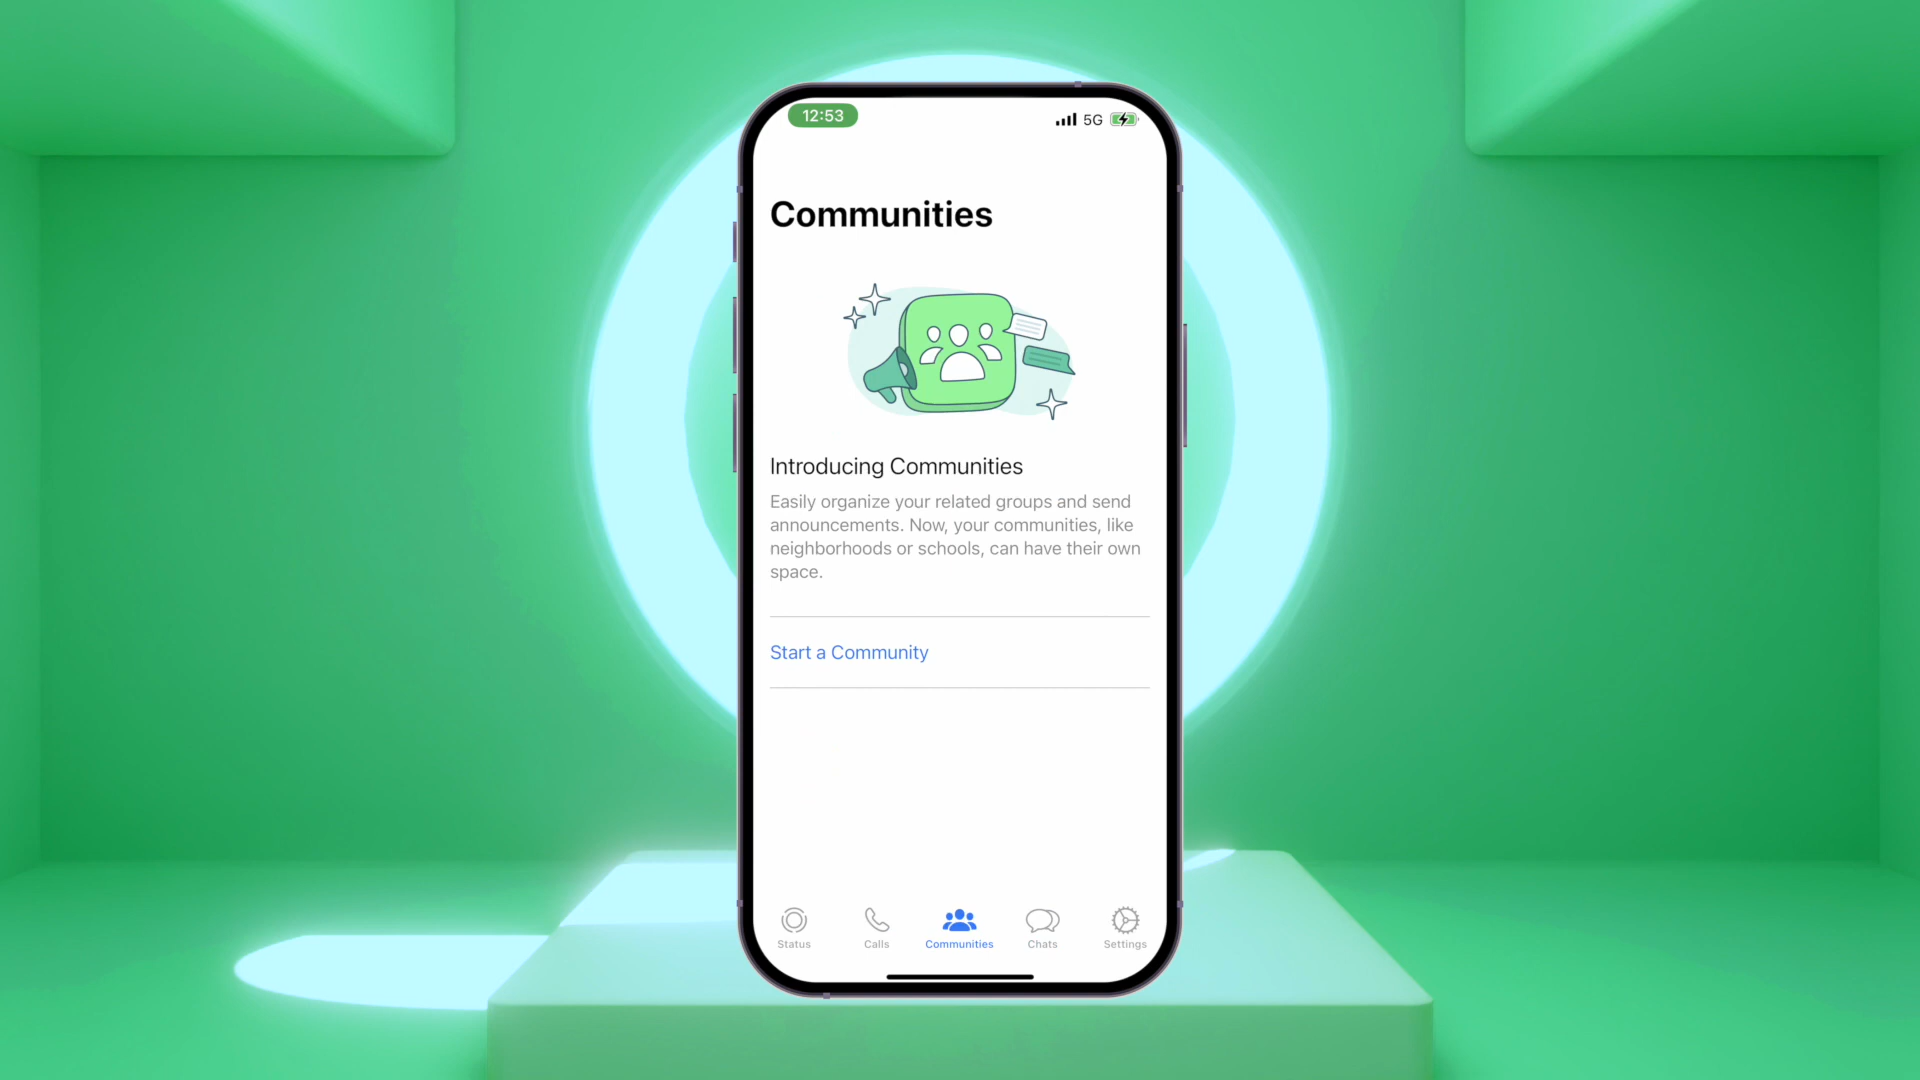 12:53
5G
Communities
Introducing Communities
Easily organize your related groups and send
announcements. Now, your communities, like
neighborhoods or schools, can have their own
space.
Start a Community
Status
Calls
Communities
Chats
Settings